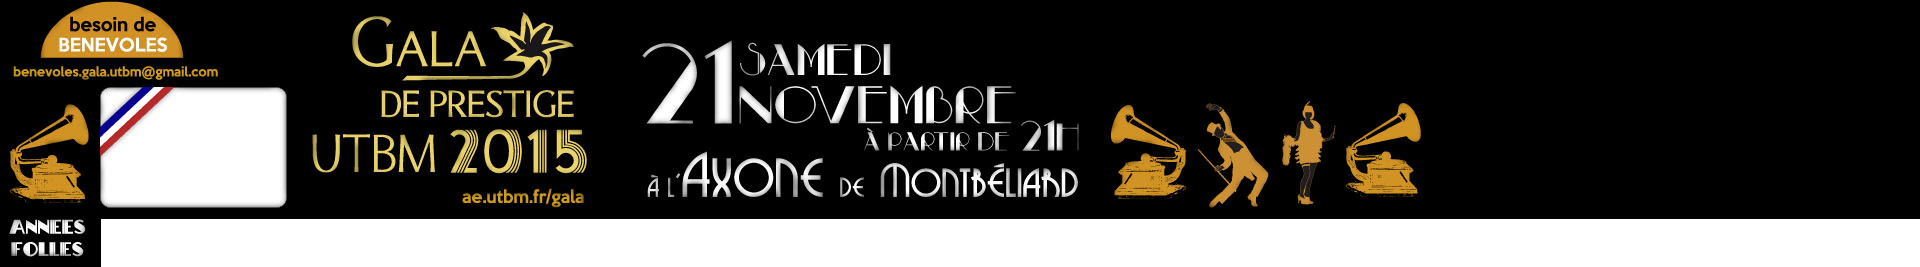 besoin de
BENEVOLES
benevoles.gala.utbm@gmail.com
ANNEES
FOLLES
GALA
DE PRESTIGE
UTBM 2015
ae.utbm.fr/gala
21 SAMEDI
NOVEMBRE
À PARTIR DE 21H
À L'AXONE DE MONTBÉLIARD